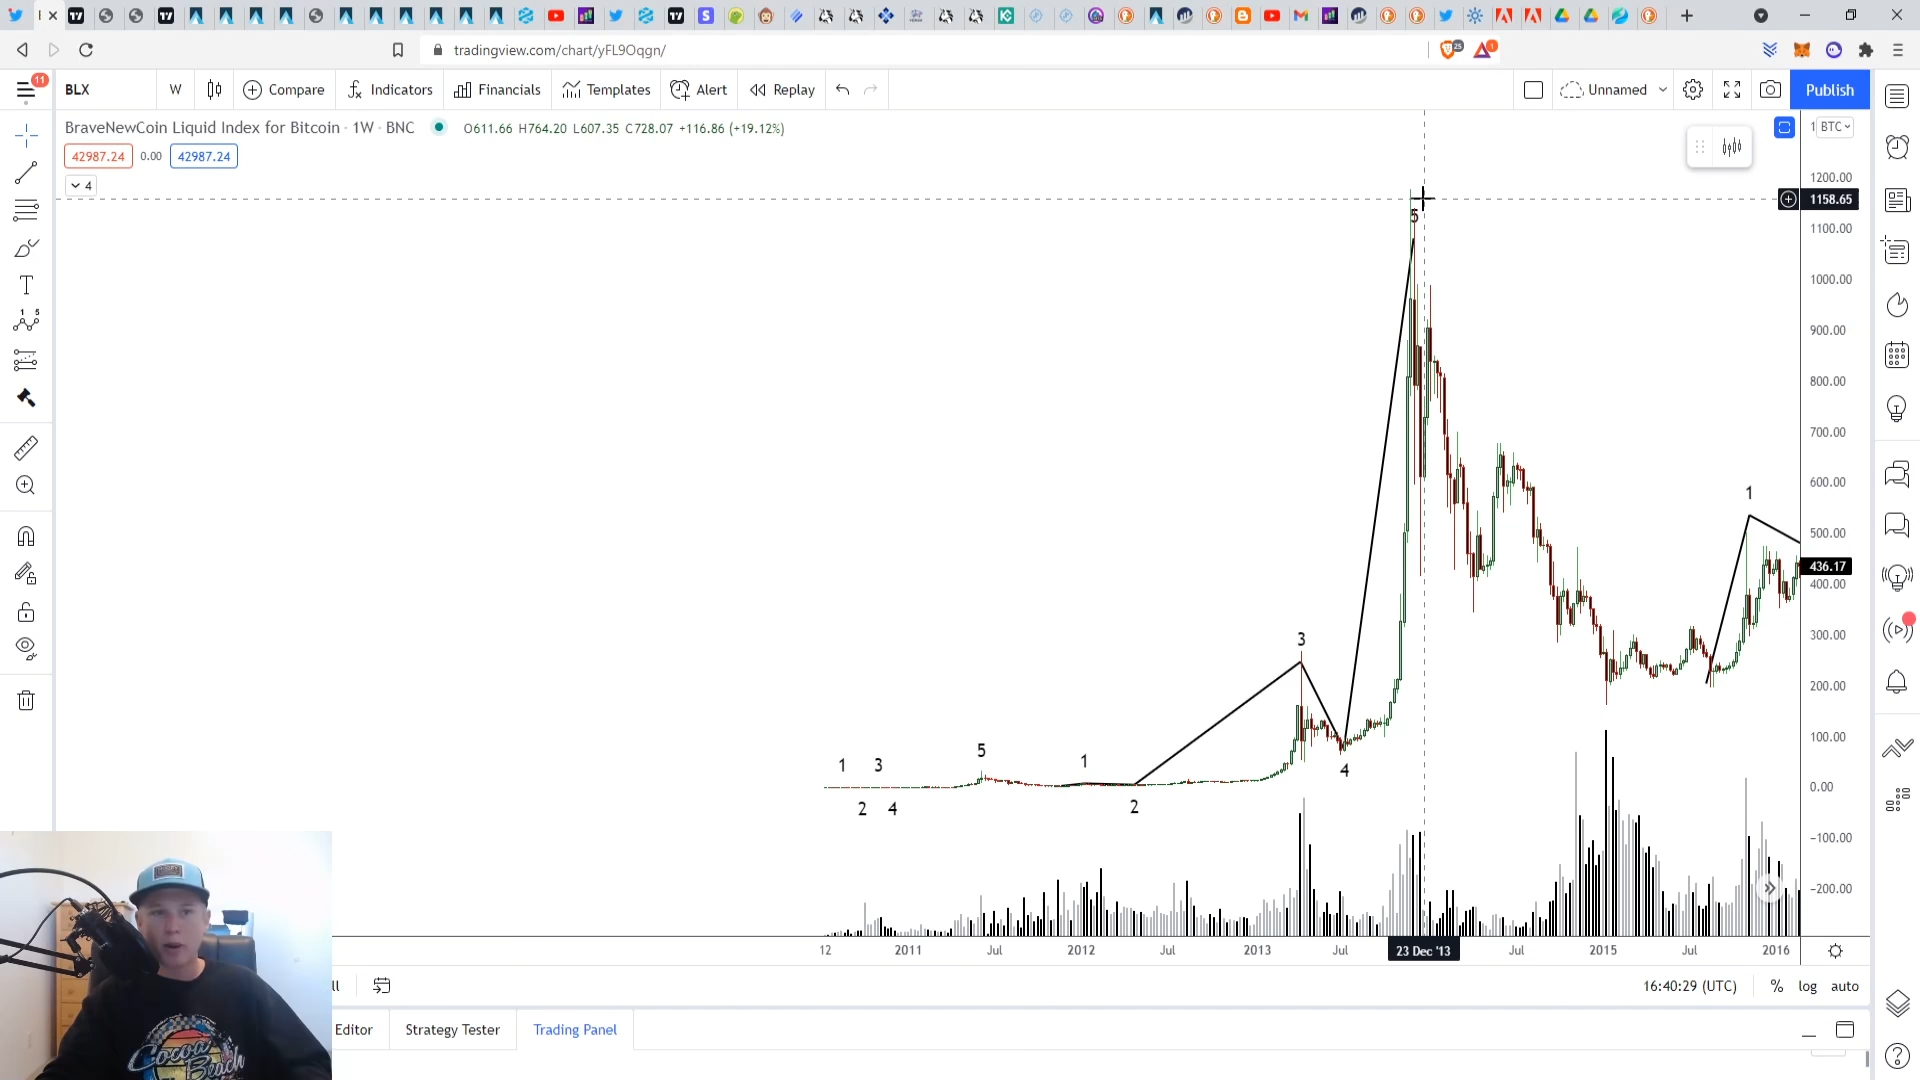 tradingview.com/chart/yFL9Oqgn/
25
1
11
BLX
W
Compare
Indicators
Financials
Templates
Alert
Replay
Unnamed
Publish
BraveNewCoin Liquid Index for Bitcoin · 1W · BNC
O611.66 H764.20 L607.35 C728.07 +116.86 (+19.12%)
42987.24
0.00
42987.24
4
BTC
1200.00
1158.65
1100.00
1000.00
900.00
800.00
700.00
600.00
500.00
436.17
400.00
300.00
200.00
100.00
0.00
−100.00
−200.00
5
1
3
4
5
1
2
1
3
2
4
12
2011
Jul
2012
Jul
2013
Jul
23 Dec '13
Jul
2015
Jul
2016
16:40:29 (UTC)
%
log
auto
Editor
Strategy Tester
Trading Panel
Cocoa
Beach